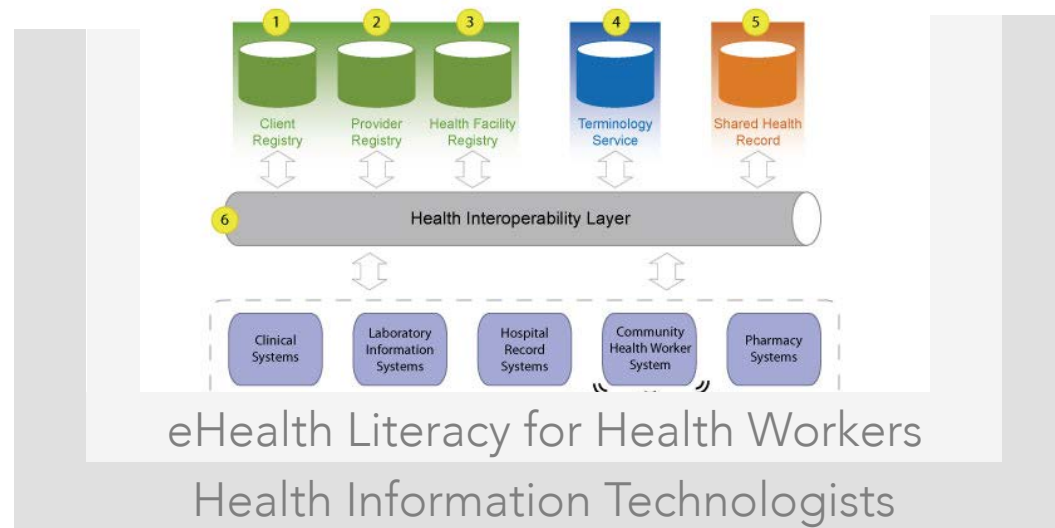 1 2 3 4 5
Client Provider Health Facility Terminology Shared Health
Registry Registry Registry Service Record
6 Health Interoperability Layer
Clinical
Systems
Laboratory
Information
Systems
Hospital
Record
Systems
Community
Health Worker
System
Pharmacy
Systems
eHealth Literacy for Health Workers
Health Information Technologists